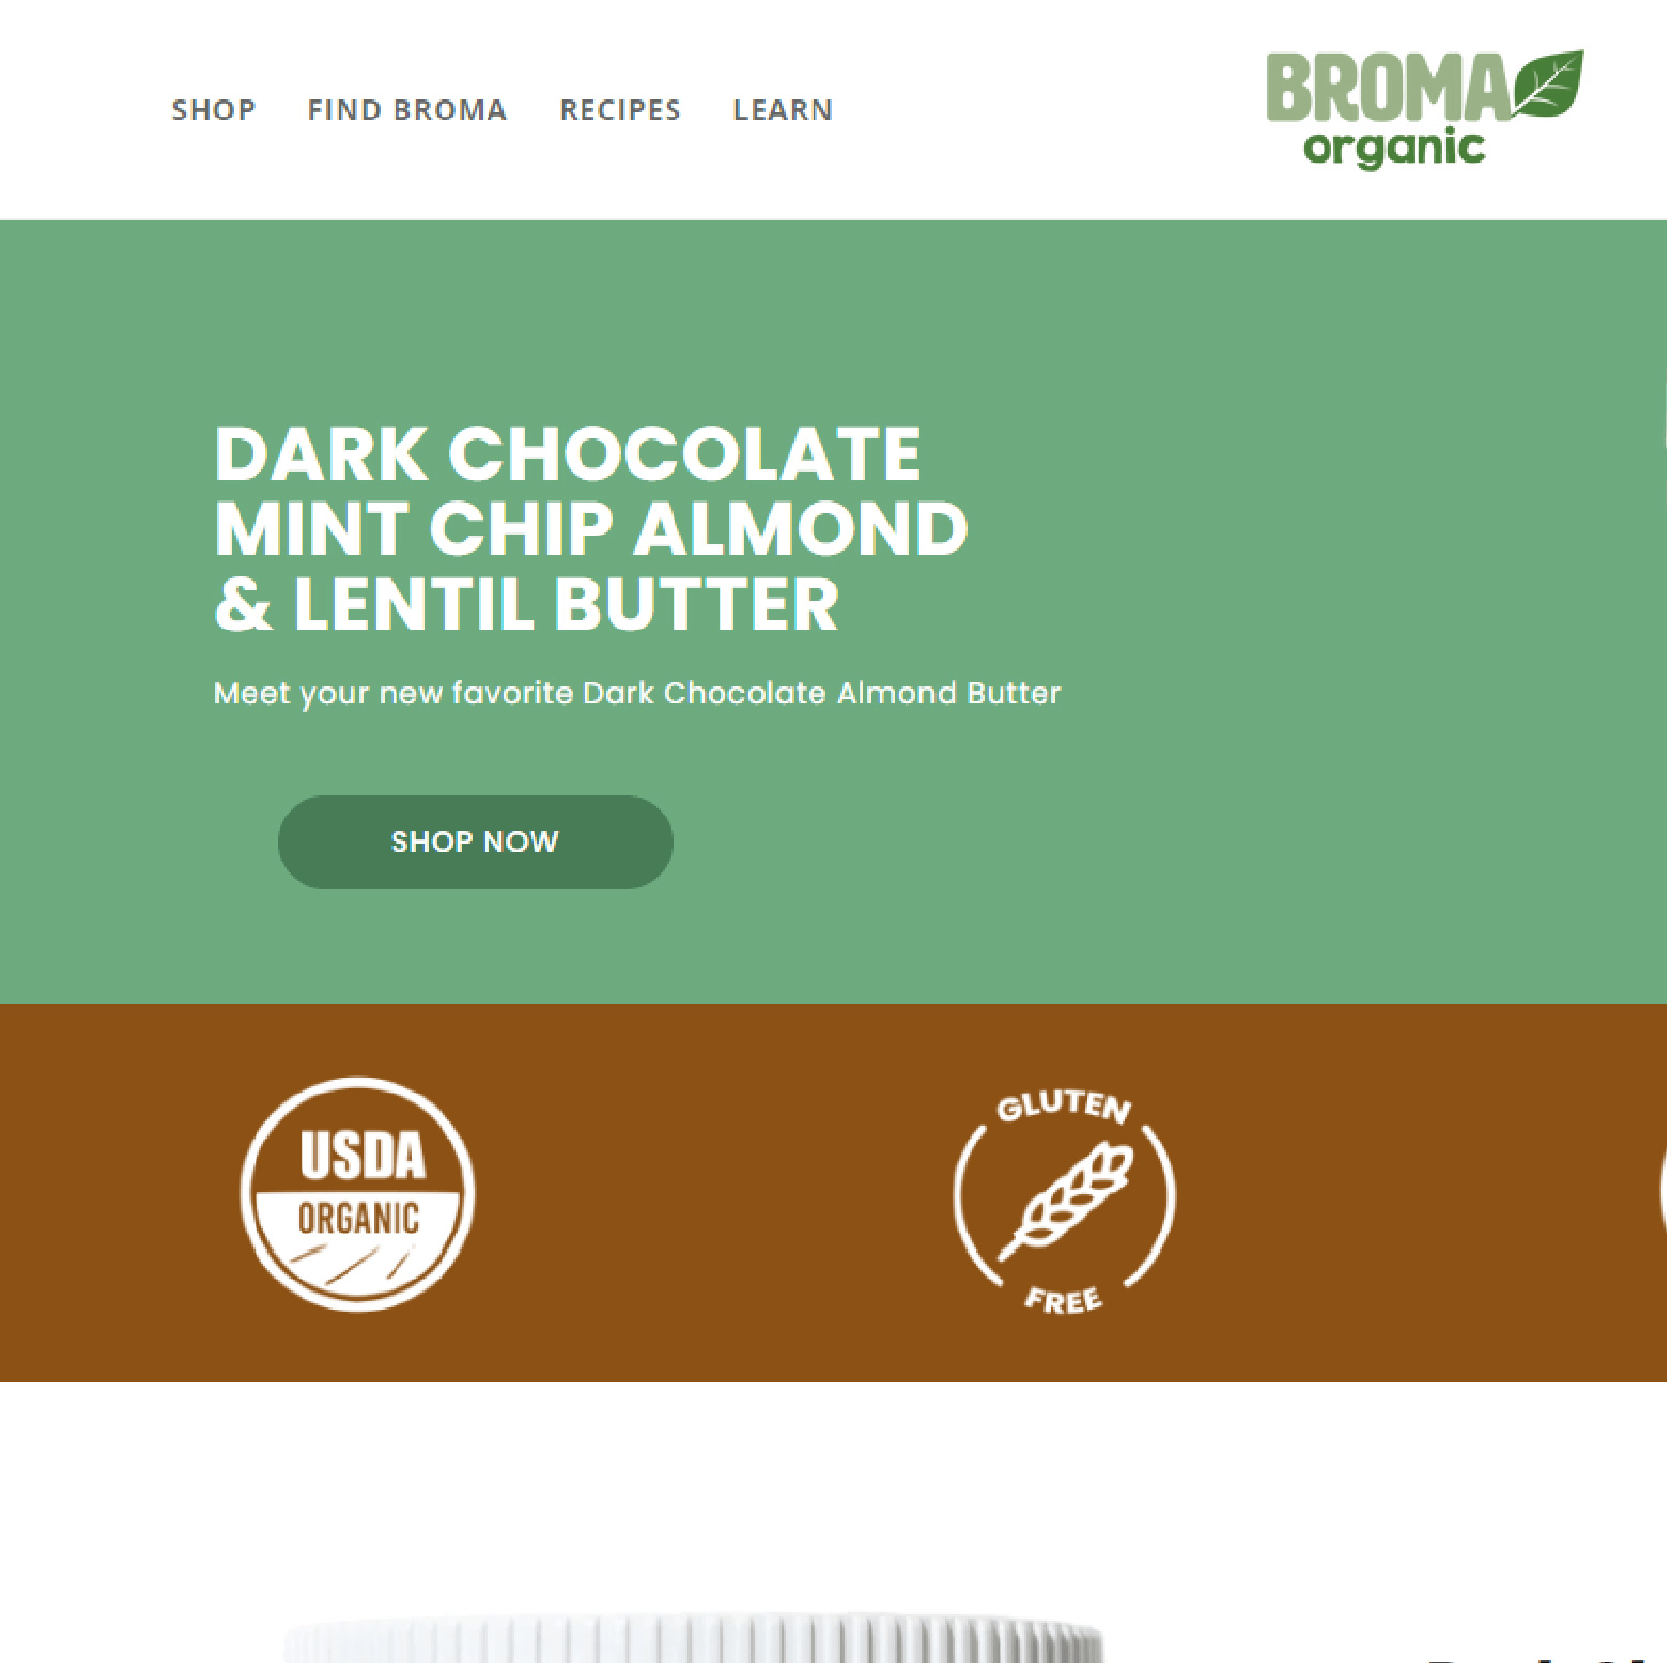 SHOP FIND BROMA RECIPES LEARN
BROMA
organic
DARK CHOCOLATE
MINT CHIP ALMOND
& LENTIL BUTTER
Meet your new favorite Dark Chocolate Almond Butter
SHOP NOW
USDA
ORGANIC
GLUTEN
FREE